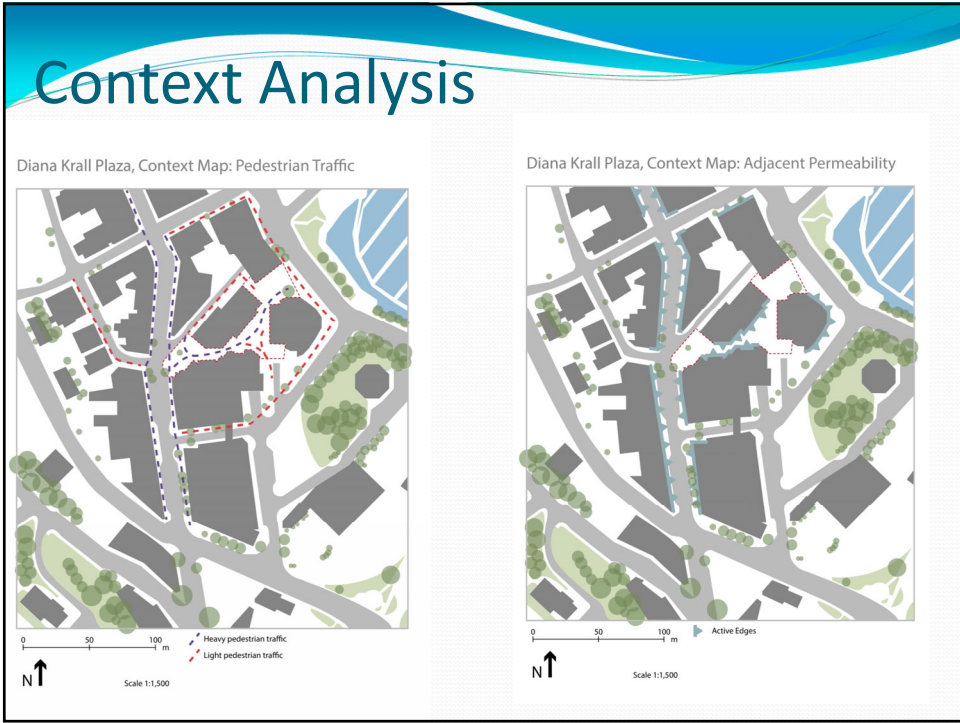 Context Analysis
Diana Krall Plaza, Context Map: Pedestrian Traffic
0 50 100 m
Heavy pedestrian traffic
Light pedestrian traffic
N
Scale 1:1,500
Diana Krall Plaza, Context Map: Adjacent Permeability
0 50 100 m
Active Edges
N
Scale 1:1,500